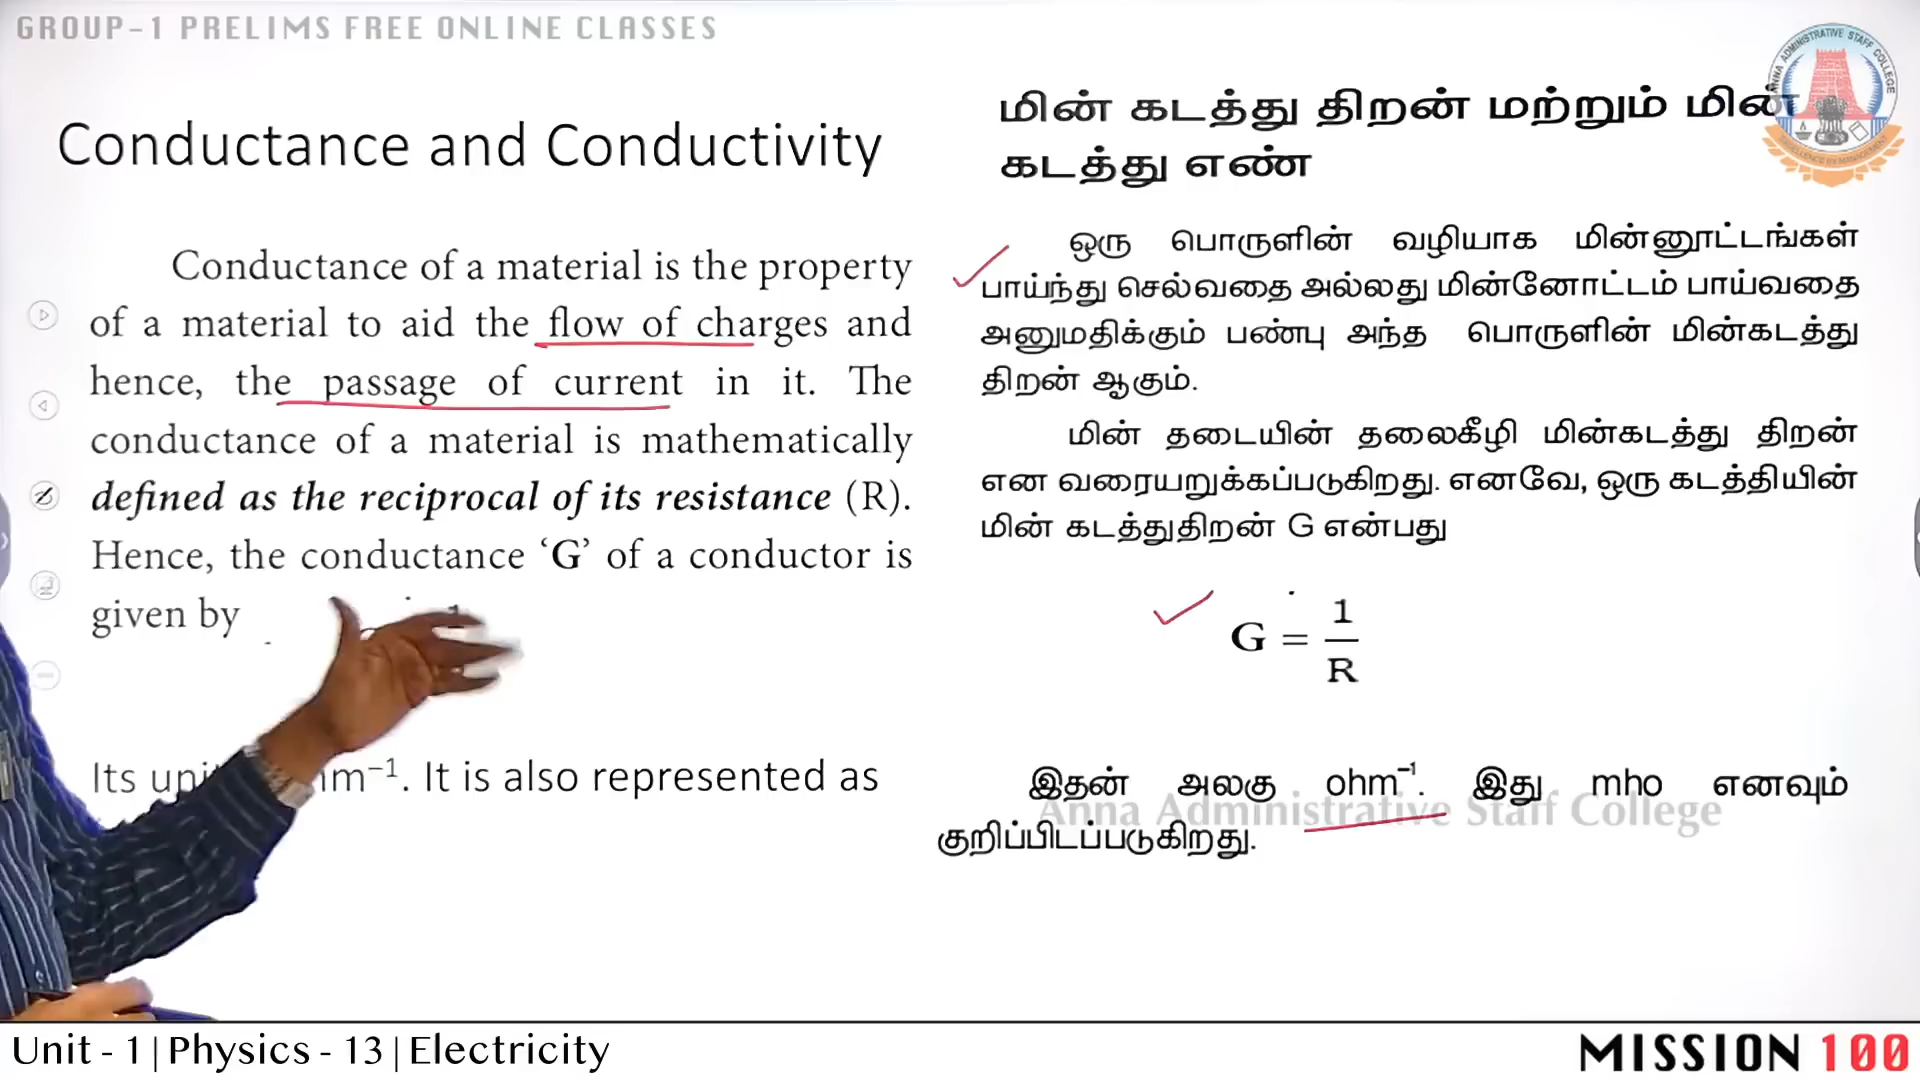 GROUP-1 PRELIMS FREE ONLINE CLASSES
Conductance and Conductivity
Conductance of a material is the property
of a material to aid the flow of charges and
hence, the passage of current in it. The
conductance of a material is mathematically
defined as the reciprocal of its resistance (R).
Hence, the conductance ‘G’ of a conductor is
given by
Its
It is also represented as
மின் கடத்து திறன் மற்றும் மின்
கடத்து எண்
ஒரு பொருளின் வழியாக மின்னூட்டங்கள்
பாய்ந்து செல்வதை அல்லது மின்னோட்டம் பாய்வதை
அனுமதிக்கும் பண்பு அந்த பொருளின் மின்கடத்து
திறன் ஆகும்.
மின் தடையின் தலைகீழி மின்கடத்து திறன்
என வரையறுக்கப்படுகிறது. எனவே, ஒரு கடத்தியின்
மின் கடத்துதிறன் G என்பது
G = 1/R
இதன் அலகு ohm⁻¹. இது mho எனவும்
குறிப்பிடப்படுகிறது.
Anna Administrative Staff College
ANNA ADMINISTRATIVE STAFF COLLEGE
Unit - 1 | Physics - 13 | Electricity
MISSION 100